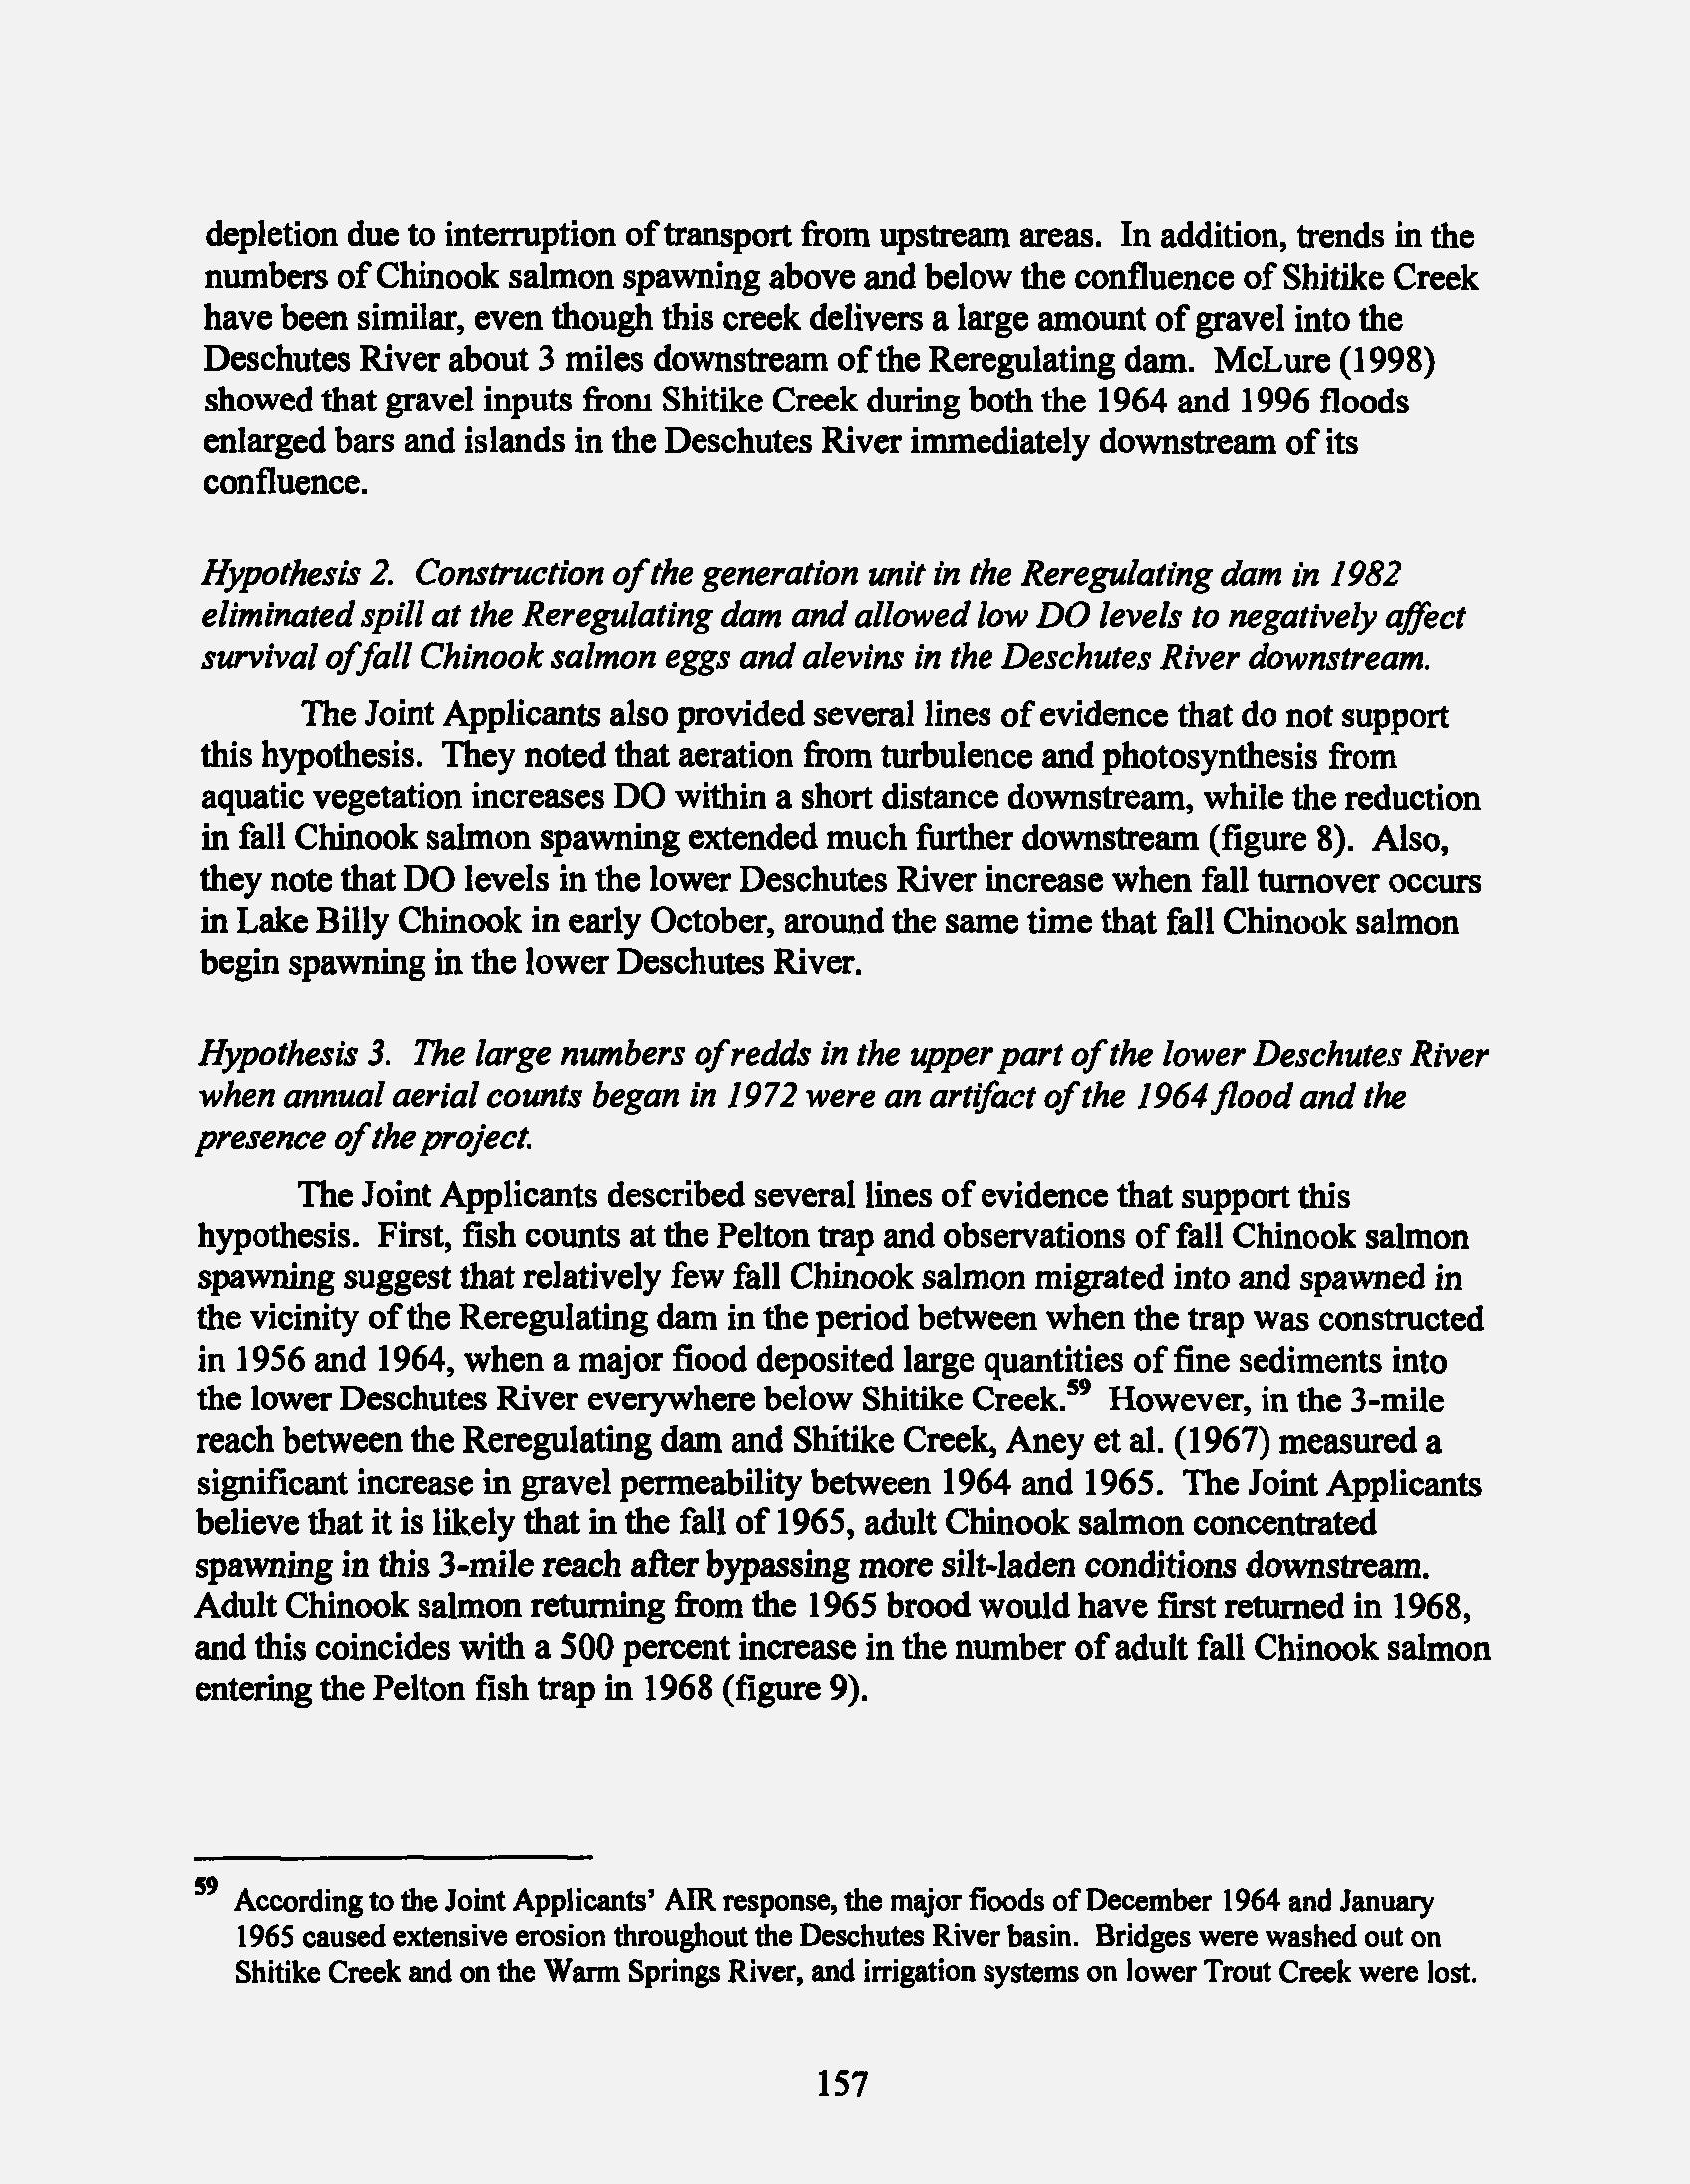 depletion due to interruption of transport from upstream areas. In addition, trends in the
numbers of Chinook salmon spawning above and below the confluence of Shitike Creek
have been similar, even though this creek delivers a large amount of gravel into the
Deschutes River about 3 miles downstream of the Reregulating dam. McLure (1998)
showed that gravel inputs from Shitike Creek during both the 1964 and 1996 floods
enlarged bars and islands in the Deschutes River immediately downstream of its
confluence.
Hypothesis 2. Construction of the generation unit in the Reregulating dam in 1982
eliminated spill at the Reregulating dam and allowed low DO levels to negatively affect
survival of fall Chinook salmon eggs and alevins in the Deschutes River downstream.
The Joint Applicants also provided several lines of evidence that do not support
this hypothesis. They noted that aeration from turbulence and photosynthesis from
aquatic vegetation increases DO within a short distance downstream, while the reduction
in fall Chinook salmon spawning extended much further downstream (figure 8). Also,
they note that DO levels in the lower Deschutes River increase when fall turnover occurs
in Lake Billy Chinook in early October, around the same time that fall Chinook salmon
begin spawning in the lower Deschutes River.
Hypothesis 3. The large numbers of redds in the upper part of the lower Deschutes River
when annual aerial counts began in 1972 were an artifact of the 1964 flood and the
presence of the project.
The Joint Applicants described several lines of evidence that support this
hypothesis. First, fish counts at the Pelton trap and observations of fall Chinook salmon
spawning suggest that relatively few fall Chinook salmon migrated into and spawned in
the vicinity of the Reregulating dam in the period between when the trap was constructed
in 1956 and 1964, when a major flood deposited large quantities of fine sediments into
the lower Deschutes River everywhere below Shitike Creek.59 However, in the 3-mile
reach between the Reregulating dam and Shitike Creek, Aney et al. (1967) measured a
significant increase in gravel permeability between 1964 and 1965. The Joint Applicants
believe that it is likely that in the fall of 1965, adult Chinook salmon concentrated
spawning in this 3-mile reach after bypassing more silt-laden conditions downstream.
Adult Chinook salmon returning from the 1965 brood would have first returned in 1968,
and this coincides with a 500 percent increase in the number of adult fall Chinook salmon
entering the Pelton fish trap in 1968 (figure 9).
59 According to the Joint Applicants' AIR response, the major floods of December 1964 and January
1965 caused extensive erosion throughout the Deschutes River basin. Bridges were washed out on
Shitike Creek and on the Warm Springs River, and irrigation systems on lower Trout Creek were lost.
157